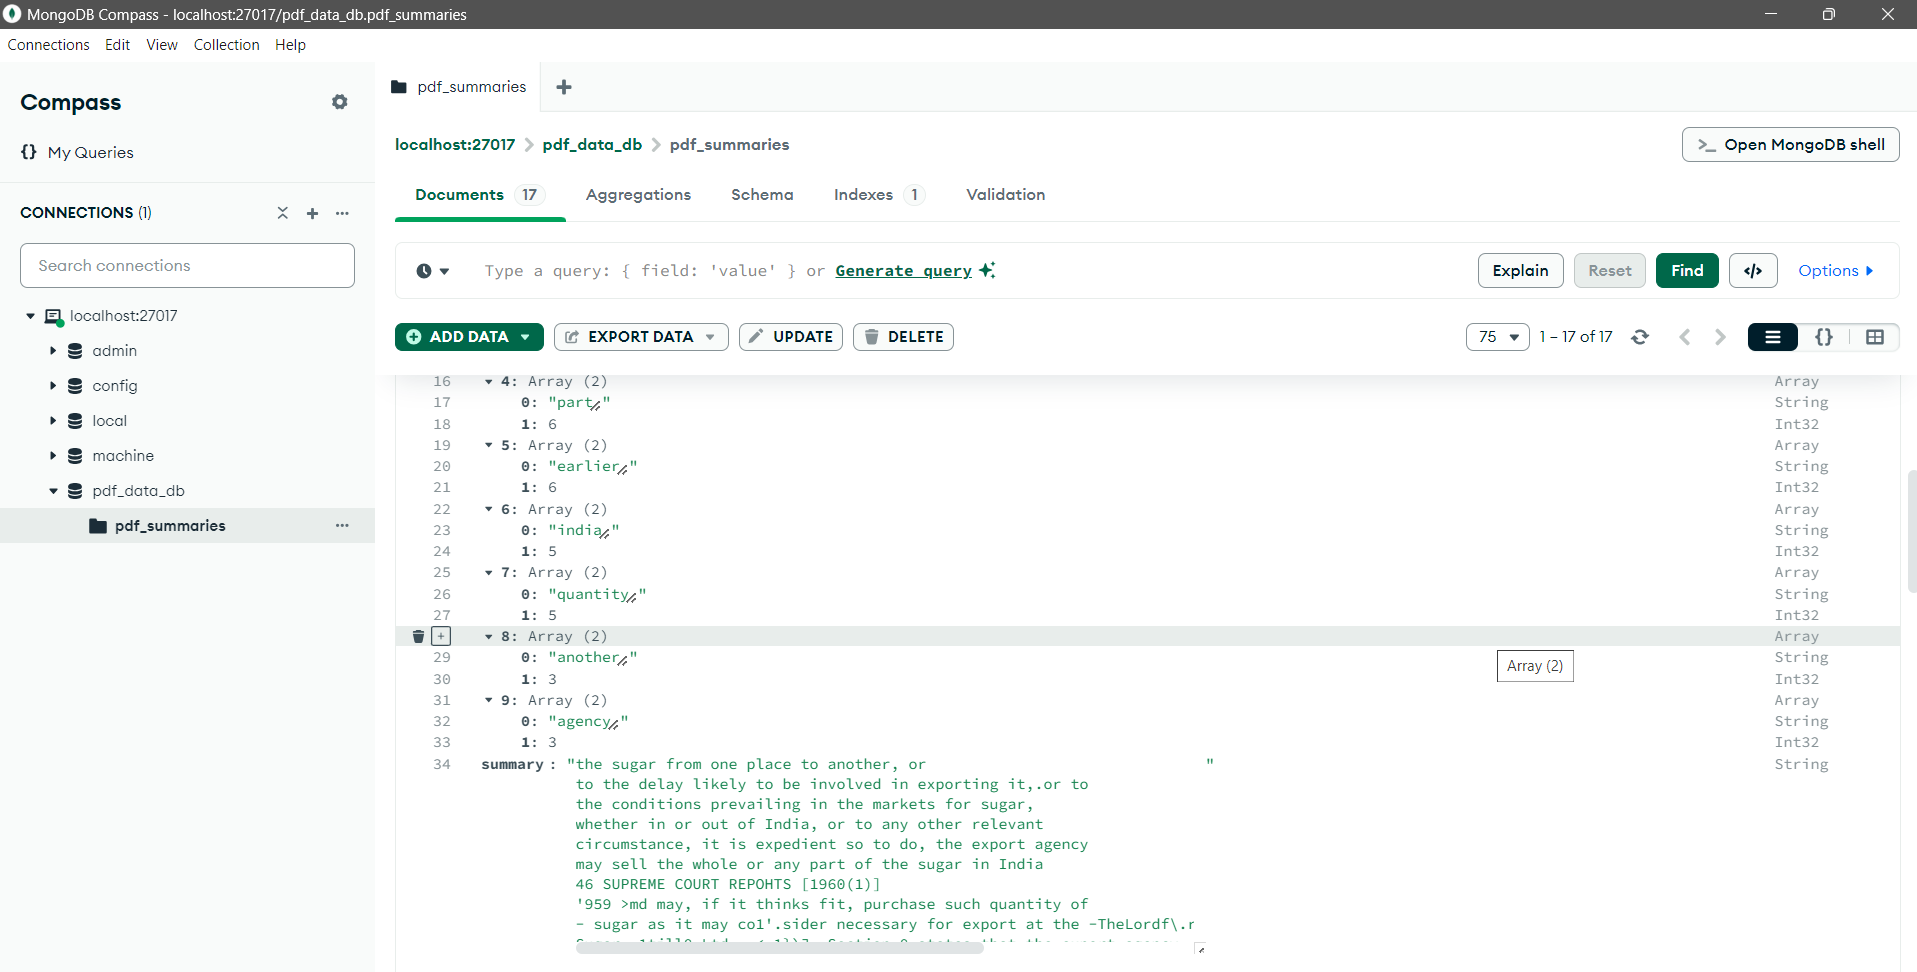 MongoDB Compass - localhost:27017/pdf_data_db.pdf_summaries
Connections Edit View Collection Help
Compass
pdf_summaries
{} My Queries
localhost:27017 > pdf_data_db > pdf_summaries
>_ Open MongoDB shell
Documents 17 Aggregations Schema Indexes 1 Validation
CONNECTIONS (1)
Search connections
Type a query: { field: 'value' } or Generate query
Explain Reset Find </> Options
localhost:27017
admin
config
local
machine
pdf_data_db
pdf_summaries
ADD DATA EXPORT DATA UPDATE DELETE
75 1 – 17 of 17 {}
16 4: Array (2) Array
17 0: "part," String
18 1: 6 Int32
19 5: Array (2) Array
20 0: "earlier," String
21 1: 6 Int32
22 6: Array (2) Array
23 0: "india," String
24 1: 5 Int32
25 7: Array (2) Array
26 0: "quantity," String
27 1: 5 Int32
+ 8: Array (2) Array
29 0: "another," String
Array (2)
30 1: 3 Int32
31 9: Array (2) Array
32 0: "agency," String
33 1: 3 Int32
34 summary : "the sugar from one place to another, or " String
to the delay likely to be involved in exporting it,.or to
the conditions prevailing in the markets for sugar,
whether in or out of India, or to any other relevant
circumstance, it is expedient so to do, the export agency
may sell the whole or any part of the sugar in India
46 SUPREME COURT REPOHTS [1960(1)]
'959 >md may, if it thinks fit, purchase such quantity of
- sugar as it may co1'.sider necessary for export at the -TheLordf\.r